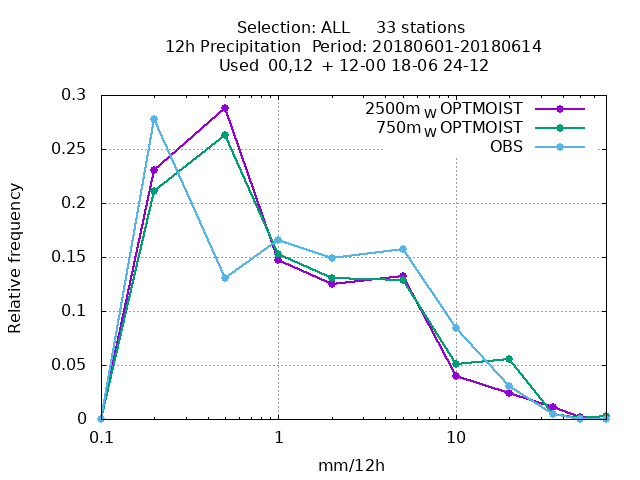 Selection: ALL 33 stations
12h Precipitation Period: 20180601-20180614
Used 00,12 + 12-00 18-06 24-12
2500m W OPTMOIST
750m W OPTMOIST
OBS
0.3
0.25
0.2
0.15
0.1
0.05
0
Relative frequency
0.1 1 10
mm/12h